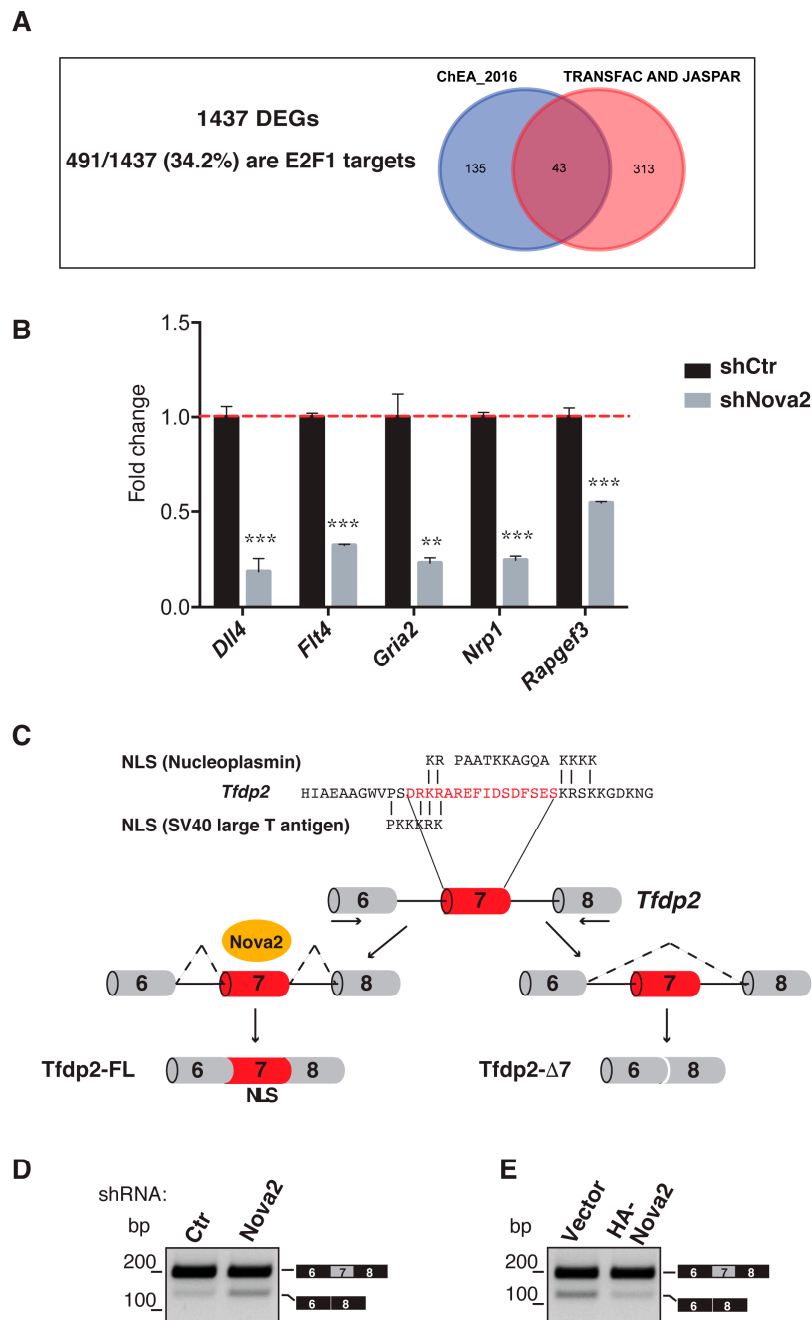 A
ChEA_2016 TRANSFAC AND JASPAR
1437 DEGs
491/1437 (34.2%) are E2F1 targets
135 43 313
B
1.5
1.0
0.5
0.0
Fold change
shCtr
shNova2
*** *** ** *** ***
Dll4 Flt4 Gria2 Nrp1 Rapgef3
C
NLS (Nucleoplasmin) KR PAATKKAGQA KKKK
Tfdp2 HIAEAAGWVPSDRKRAREFIDSDFSESKRSKKGDKNG
NLS (SV40 large T antigen) PKKKRK
6 7 8 Tfdp2
Nova2
6 7 8 6 7 8
Tfdp2-FL 6 7 8 Tfdp2-Δ7 6 8
NLS
D
shRNA:
bp Ctr Nova2
200
100
6 7 8
6 8
E
bp Vector HA-Nova2
200
100
6 7 8
6 8